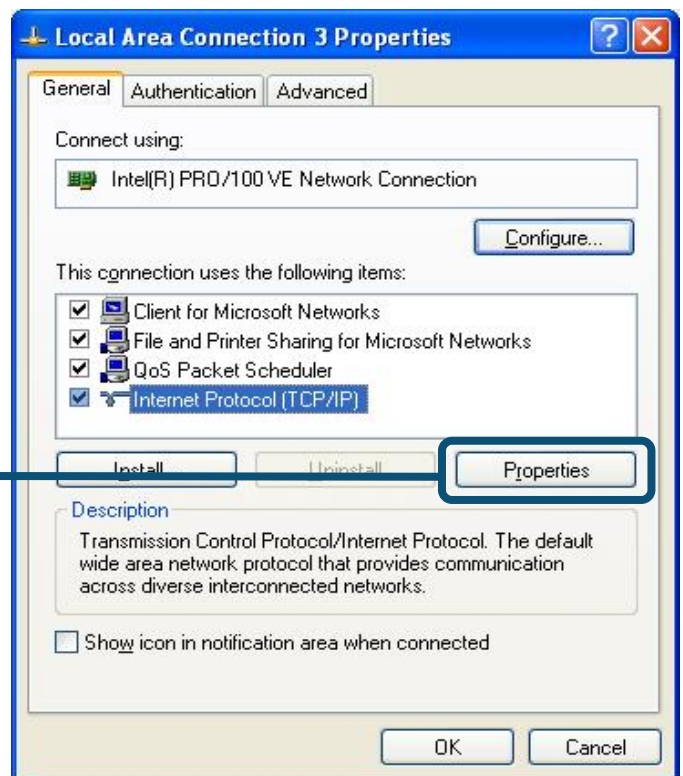 Local Area Connection 3 Properties
General Authentication Advanced
Connect using:
Intel(R) PRO/100 VE Network Connection
Configure...
This connection uses the following items:
Client for Microsoft Networks
File and Printer Sharing for Microsoft Networks
QoS Packet Scheduler
Internet Protocol (TCP/IP)
Install... Uninstall Properties
Description
Transmission Control Protocol/Internet Protocol. The default
wide area network protocol that provides communication
across diverse interconnected networks.
Show icon in notification area when connected
OK Cancel